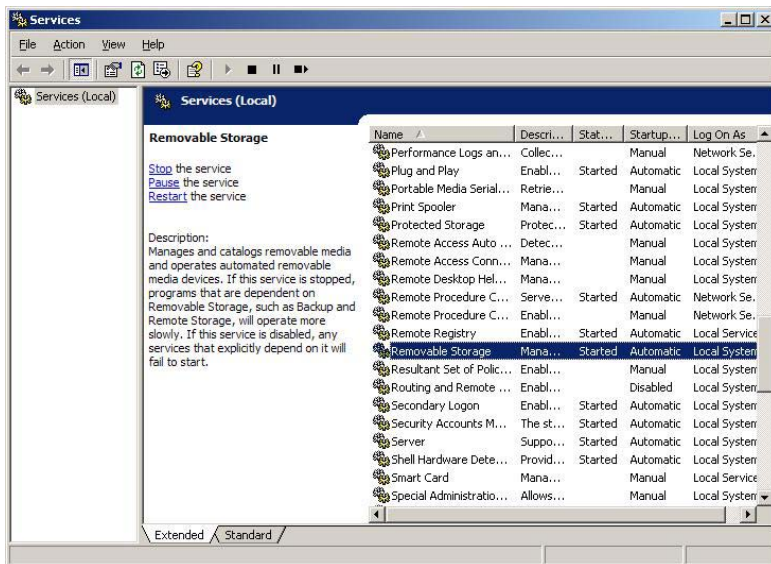 Services
File Action View Help
Services (Local)
Services (Local)
Removable Storage
Stop the service
Pause the service
Restart the service
Description:
Manages and catalogs removable media
and operates automated removable
media devices. If this service is stopped,
programs that are dependent on
Removable Storage, such as Backup and
Remote Storage, will operate more
slowly. If this service is disabled, any
services that explicitly depend on it will
fail to start.
Name Descri... Stat... Startup... Log On As
Performance Logs an... Collec... Manual Network Se.
Plug and Play Enabl... Started Automatic Local System
Portable Media Serial... Retrie... Manual Local System
Print Spooler Mana... Started Automatic Local System
Protected Storage Protec... Started Automatic Local System
Remote Access Auto ... Detec... Manual Local System
Remote Access Conn... Mana... Manual Local System
Remote Desktop Hel... Mana... Manual Local System
Remote Procedure C... Serve... Started Automatic Network Se.
Remote Procedure C... Enabl... Manual Network Se.
Remote Registry Enabl... Started Automatic Local Service
Removable Storage Mana... Started Automatic Local System
Resultant Set of Polic... Enabl... Manual Local System
Routing and Remote ... Enabl... Disabled Local System
Secondary Logon Enabl... Started Automatic Local System
Security Accounts M... The st... Started Automatic Local System
Server Suppo... Started Automatic Local System
Shell Hardware Dete... Provid... Started Automatic Local System
Smart Card Mana... Manual Local Service
Special Administratio... Allows... Manual Local System
Extended Standard